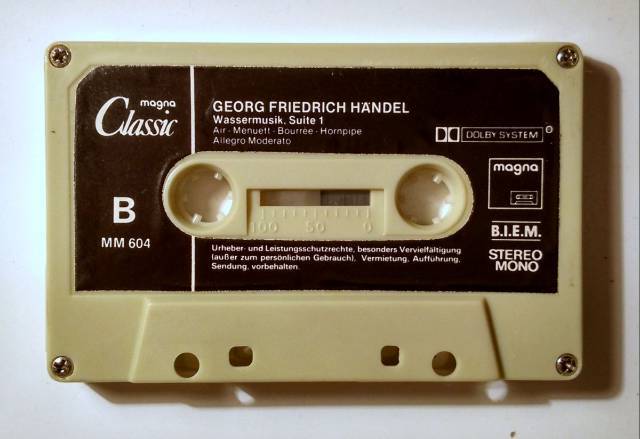 magna
Classic
GEORG FRIEDRICH HÄNDEL
Wassermusik, Suite 1
Air - Menuett - Bourrée - Hornpipe
Allegro Moderato
DOLBY SYSTEM ®
magna
B
MM 604
100 50 0
B.I.E.M.
STEREO
MONO
Urheber- und Leistungsschutzrechte, besonders Vervielfältigung
(außer zum persönlichen Gebrauch), Vermietung, Aufführung,
Sendung, vorbehalten.